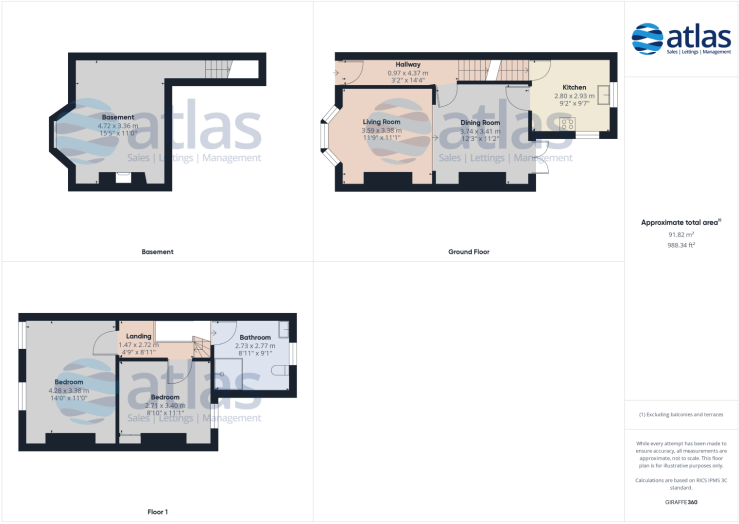 Basement
4.72 x 3.36 m
15'5" x 11'0"
atlas
Sales | Lettings | Management
Basement
Hallway
0.97 x 4.37 m
3'2" x 14'4"
Kitchen
2.80 x 2.93 m
9'2" x 9'7"
Living Room
3.59 x 3.38 m
11'9" x 11'1"
Dining Room
3.74 x 3.41 m
12'3" x 11'2"
atlas
Sales | Lettings | Management
Ground Floor
Landing
1.47 x 2.72 m
4'9" x 8'11"
Bathroom
2.73 x 2.77 m
8'11" x 9'1"
Bedroom
4.28 x 3.38 m
14'0" x 11'0"
Bedroom
2.71 x 3.40 m
8'10" x 11'1"
atlas
Sales | Lettings | Management
Floor 1
atlas
Sales | Lettings | Management
Approximate total area(1)
91.82 m²
988.34 ft²
(1) Excluding balconies and terraces
While every attempt has been made to
ensure accuracy, all measurements are
approximate, not to scale. This floor
plan is for illustrative purposes only.
Calculations are based on RICS IPMS 3C
standard.
GIRAFFE360